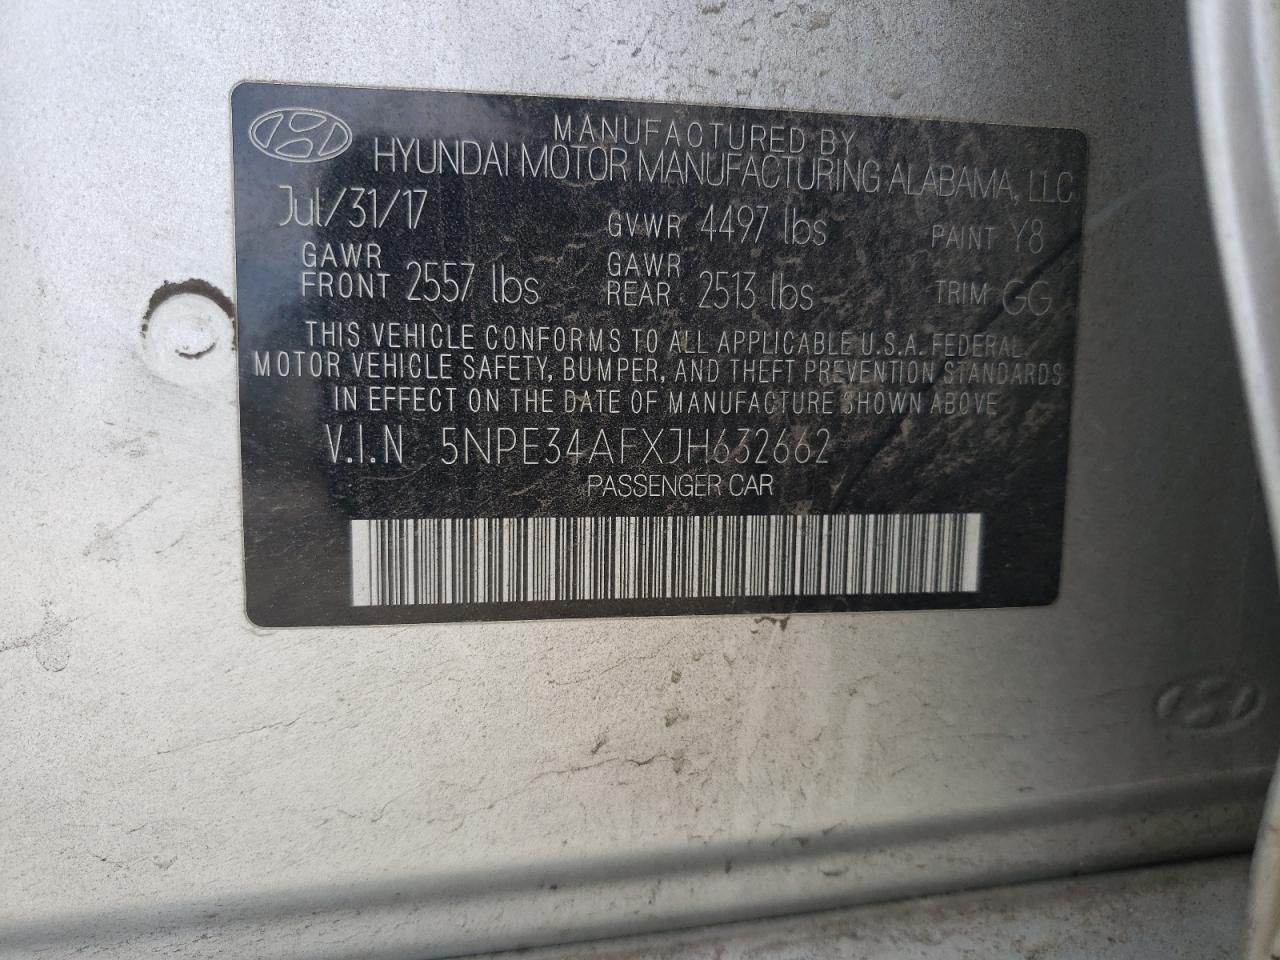 MANUFACTURED BY
HYUNDAI MOTOR MANUFACTURING ALABAMA, LLC
Jul/31/17 GVWR 4497 lbs PAINT Y8
GAWR FRONT 2557 lbs GAWR REAR 2513 lbs TRIM GG
THIS VEHICLE CONFORMS TO ALL APPLICABLE U.S.A. FEDERAL
MOTOR VEHICLE SAFETY, BUMPER, AND THEFT PREVENTION STANDARDS
IN EFFECT ON THE DATE OF MANUFACTURE SHOWN ABOVE
V.I.N 5NPE34AFXJH632662
PASSENGER CAR